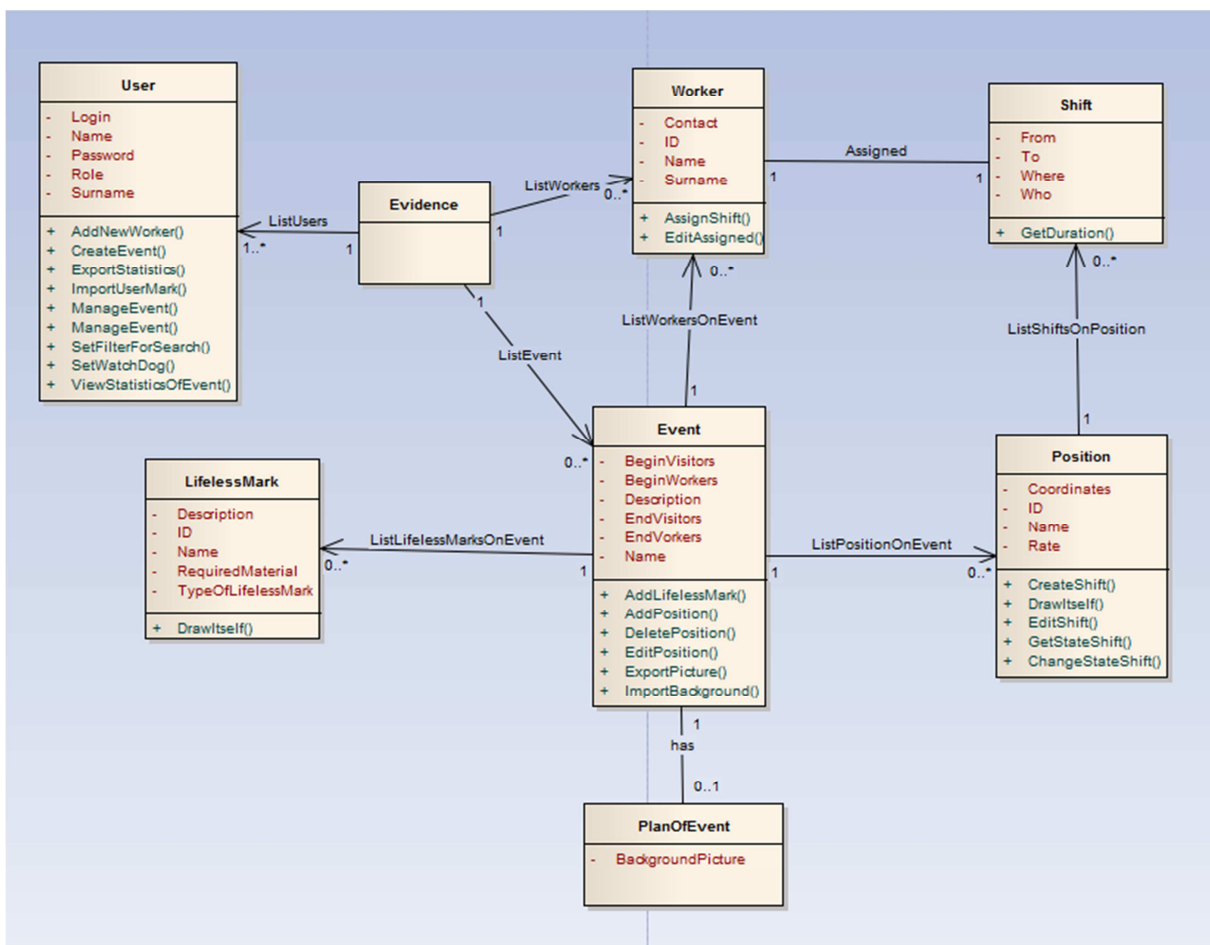 User
- Login
- Name
- Password
- Role
- Surname
+ AddNewWorker()
+ CreateEvent()
+ ExportStatistics()
+ ImportUserMark()
+ ManageEvent()
+ ManageEvent()
+ SetFilterForSearch()
+ SetWatchDog()
+ ViewStatisticsOfEvent()
ListUsers
1..*
1
Evidence
ListWorkers
1
0..*
Worker
- Contact
- ID
- Name
- Surname
+ AssignShift()
+ EditAssigned()
Assigned
1
1
Shift
- From
- To
- Where
- Who
+ GetDuration()
1
ListEvent
0..*
0..*
ListWorkersOnEvent
1
0..*
ListShiftsOnPosition
1
LifelessMark
- Description
- ID
- Name
- RequiredMaterial
- TypeOfLifelessMark
+ DrawItself()
ListLifelessMarksOnEvent
0..*
1
Event
- BeginVisitors
- BeginWorkers
- Description
- EndVisitors
- EndVorkers
- Name
+ AddLifelessMark()
+ AddPosition()
+ DeletePosition()
+ EditPosition()
+ ExportPicture()
+ ImportBackground()
ListPositionOnEvent
1
0..*
Position
- Coordinates
- ID
- Name
- Rate
+ CreateShift()
+ DrawItself()
+ EditShift()
+ GetStateShift()
+ ChangeStateShift()
1
has
0..1
PlanOfEvent
- BackgroundPicture